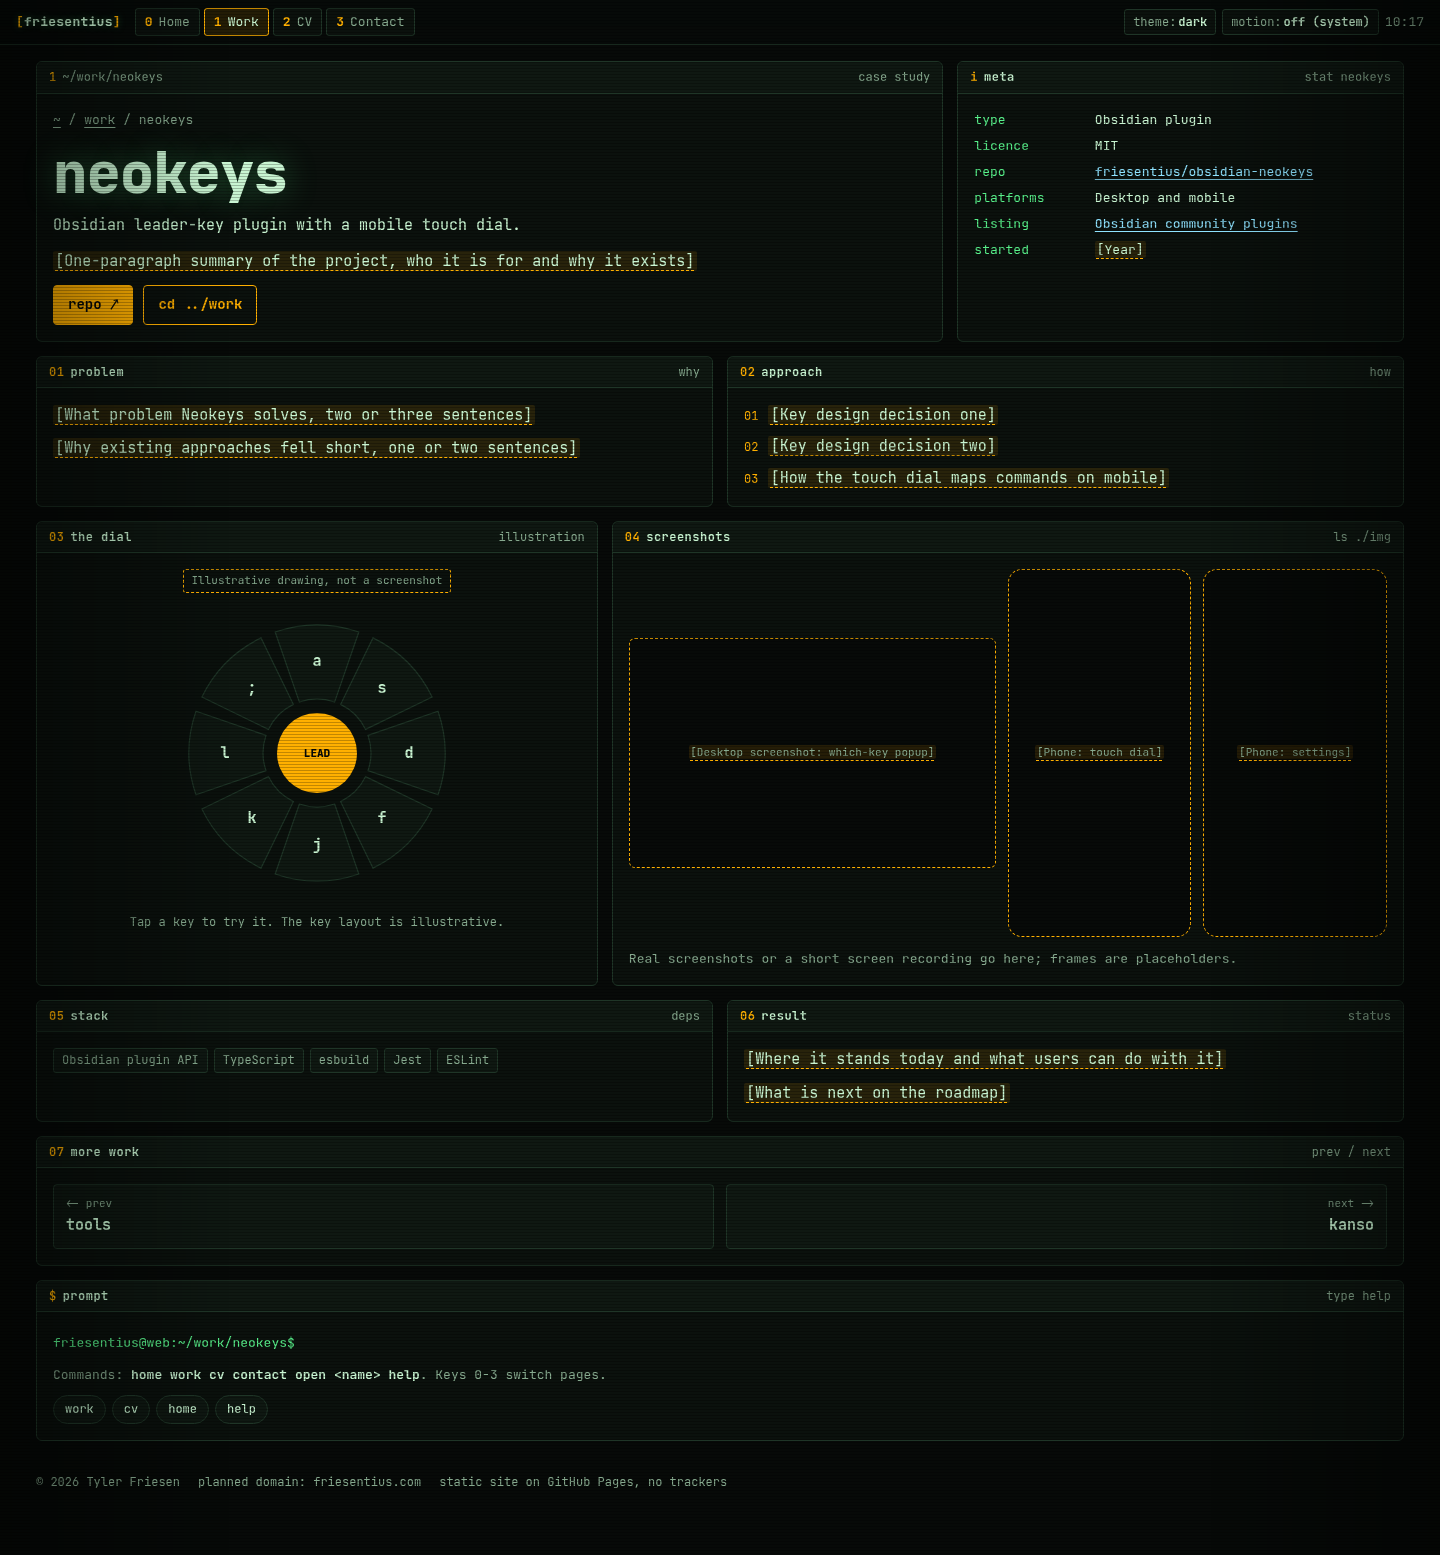 [friesentius] 0 Home 1 Work 2 CV 3 Contact theme:dark motion:off (system) 10:17
1 ~/work/neokeys case study
~ / work / neokeys
neokeys
Obsidian leader-key plugin with a mobile touch dial.
[One-paragraph summary of the project, who it is for and why it exists]
repo ↗ cd ../work
i meta stat neokeys
type Obsidian plugin
licence MIT
repo friesentius/obsidian-neokeys
platforms Desktop and mobile
listing Obsidian community plugins
started [Year]
01 problem why
[What problem Neokeys solves, two or three sentences]
[Why existing approaches fell short, one or two sentences]
02 approach how
01 [Key design decision one]
02 [Key design decision two]
03 [How the touch dial maps commands on mobile]
03 the dial illustration
Illustrative drawing, not a screenshot
a
; s
l LEAD d
k f
j
Tap a key to try it. The key layout is illustrative.
04 screenshots ls ./img
[Desktop screenshot: which-key popup] [Phone: touch dial] [Phone: settings]
Real screenshots or a short screen recording go here; frames are placeholders.
05 stack deps
Obsidian plugin API TypeScript esbuild Jest ESLint
06 result status
[Where it stands today and what users can do with it]
[What is next on the roadmap]
07 more work prev / next
← prev
tools
next →
kanso
$ prompt type help
friesentius@web:~/work/neokeys$
Commands: home work cv contact open <name> help. Keys 0-3 switch pages.
work cv home help
© 2026 Tyler Friesen planned domain: friesentius.com static site on GitHub Pages, no trackers